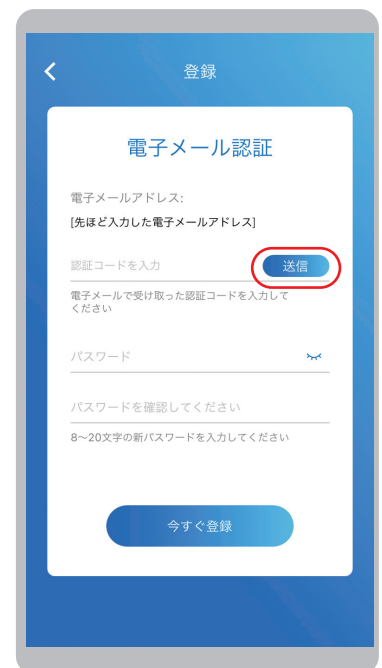 登録
電子メール認証
電子メールアドレス:
[先ほど入力した電子メールアドレス]
認証コードを入力
送信
電子メールで受け取った認証コードを入力して
ください
パスワード
パスワードを確認してください
8〜20文字の新パスワードを入力してください
今すぐ登録